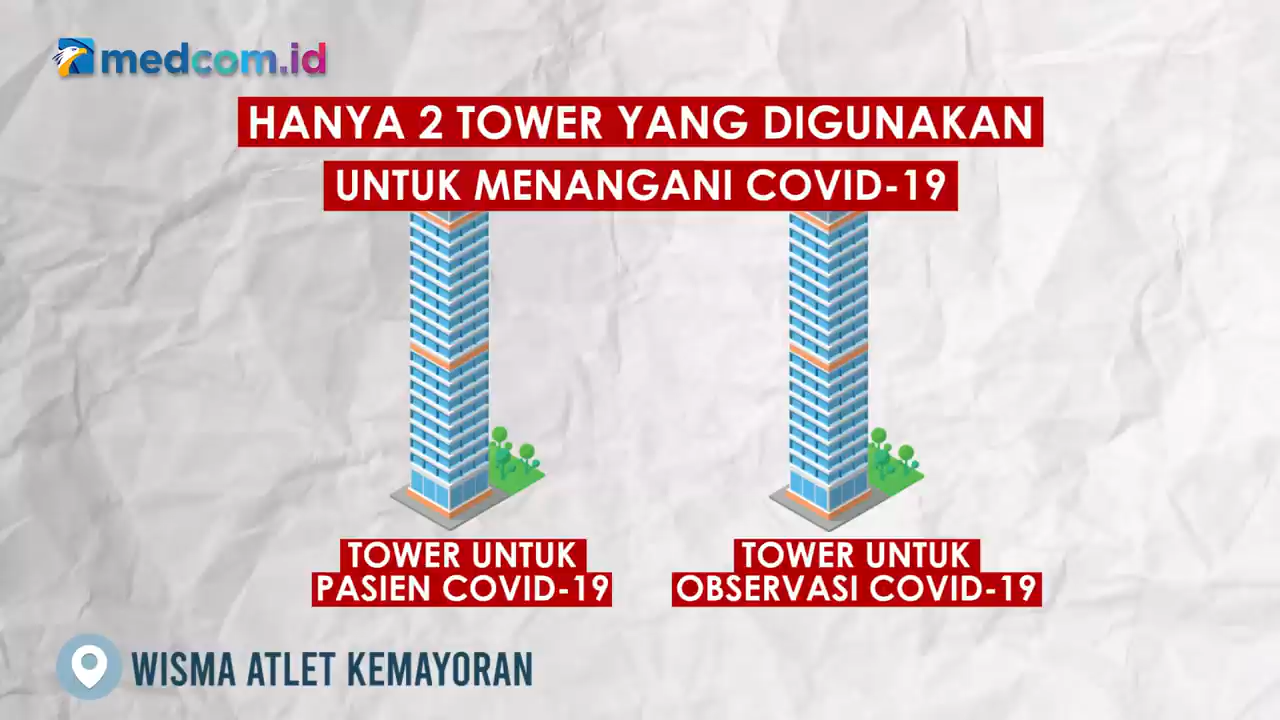 medcom.id
HANYA 2 TOWER YANG DIGUNAKAN
UNTUK MENANGANI COVID-19
TOWER UNTUK
PASIEN COVID-19
TOWER UNTUK
OBSERVASI COVID-19
WISMA ATLET KEMAYORAN